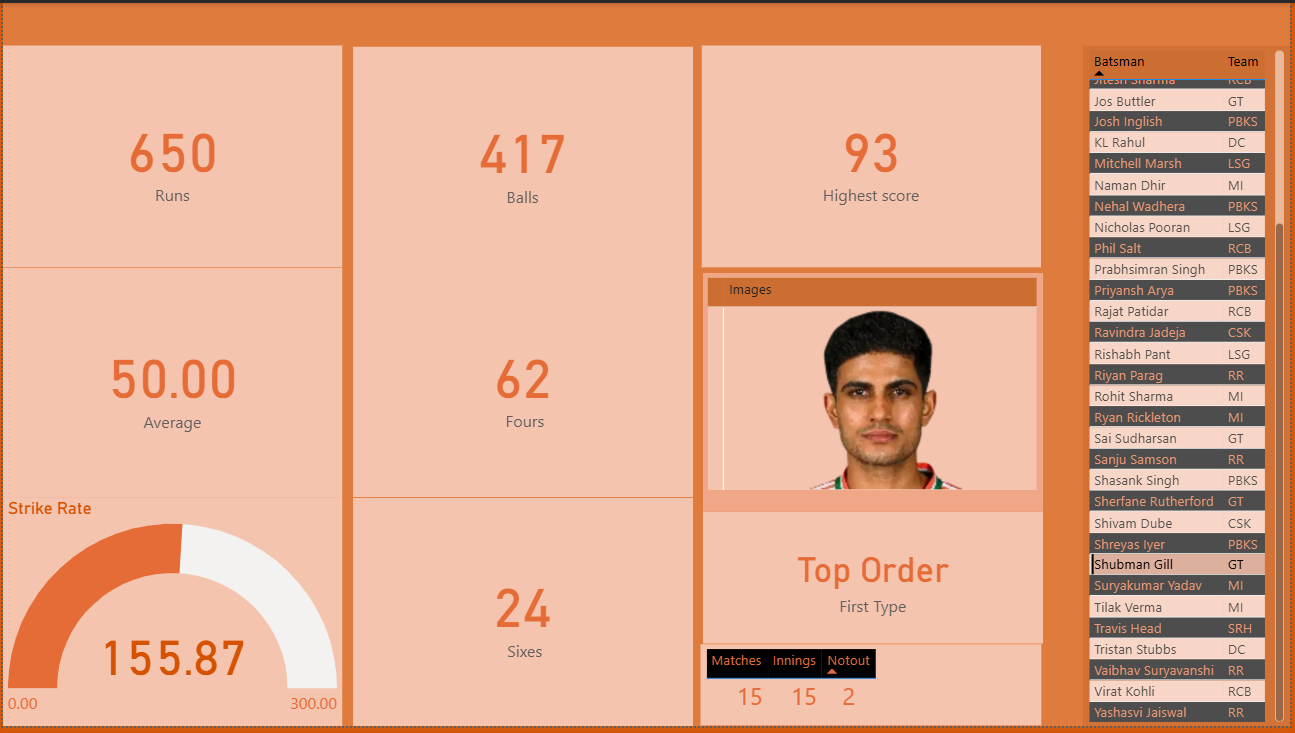 650
Runs
417
Balls
93
Highest score
50.00
Average
62
Fours
Images
Strike Rate
155.87
0.00
300.00
24
Sixes
Top Order
First Type
Matches Innings Notout
15 15 2
Batsman Team
Jitesh Sharma RCB
Jos Buttler GT
Josh Inglish PBKS
KL Rahul DC
Mitchell Marsh LSG
Naman Dhir MI
Nehal Wadhera PBKS
Nicholas Pooran LSG
Phil Salt RCB
Prabhsimran Singh PBKS
Priyansh Arya PBKS
Rajat Patidar RCB
Ravindra Jadeja CSK
Rishabh Pant LSG
Riyan Parag RR
Rohit Sharma MI
Ryan Rickleton MI
Sai Sudharsan GT
Sanju Samson RR
Shasank Singh PBKS
Sherfane Rutherford GT
Shivam Dube CSK
Shreyas Iyer PBKS
Shubman Gill GT
Suryakumar Yadav MI
Tilak Verma MI
Travis Head SRH
Tristan Stubbs DC
Vaibhav Suryavanshi RR
Virat Kohli RCB
Yashasvi Jaiswal RR